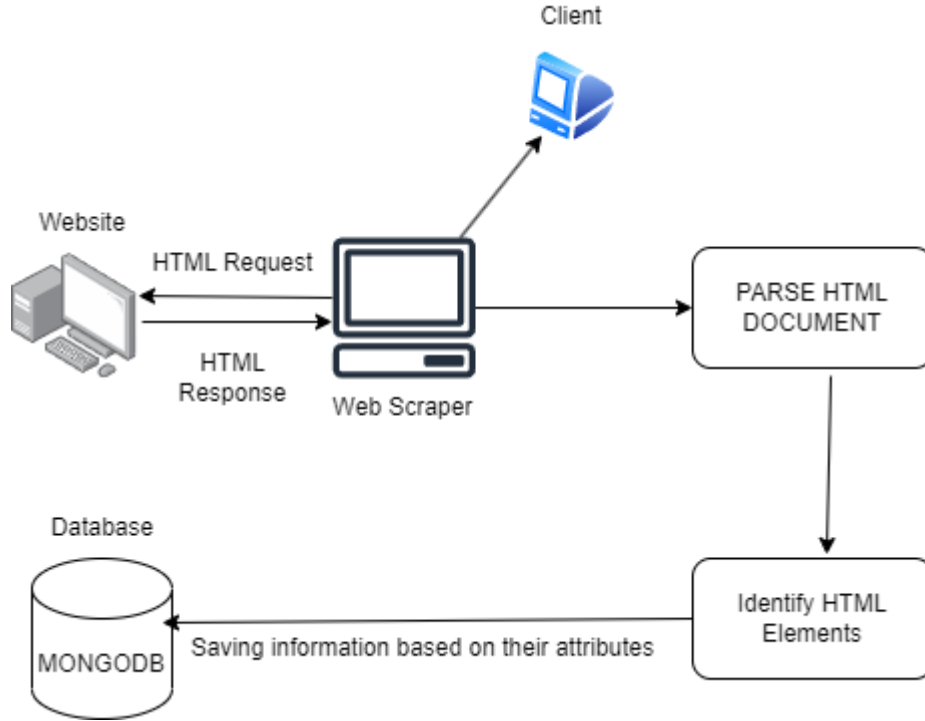 Client
Website
HTML Request
HTML
Response
Web Scraper
PARSE HTML
DOCUMENT
Database
MONGODB
Saving information based on their attributes
Identify HTML
Elements